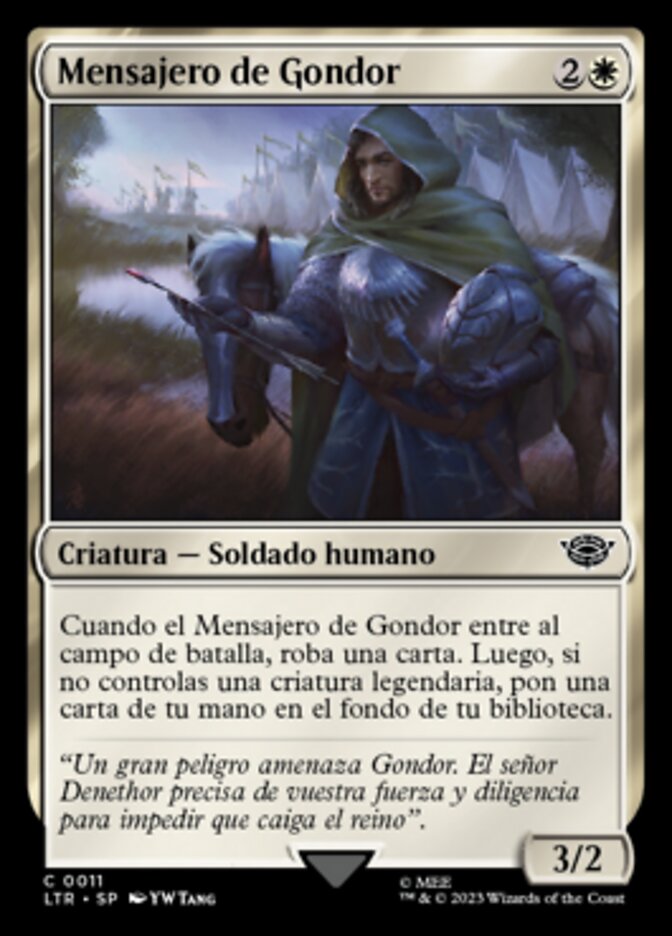 Mensajero de Gondor
2
Criatura — Soldado humano
Cuando el Mensajero de Gondor entre al
campo de batalla, roba una carta. Luego, si
no controlas una criatura legendaria, pon una
carta de tu mano en el fondo de tu biblioteca.
“Un gran peligro amenaza Gondor. El señor
Denethor precisa de vuestra fuerza y diligencia
para impedir que caiga el reino”.
3/2
C 0011
LTR • SP YW Tang
© MEE
™ & © 2023 Wizards of the Coast